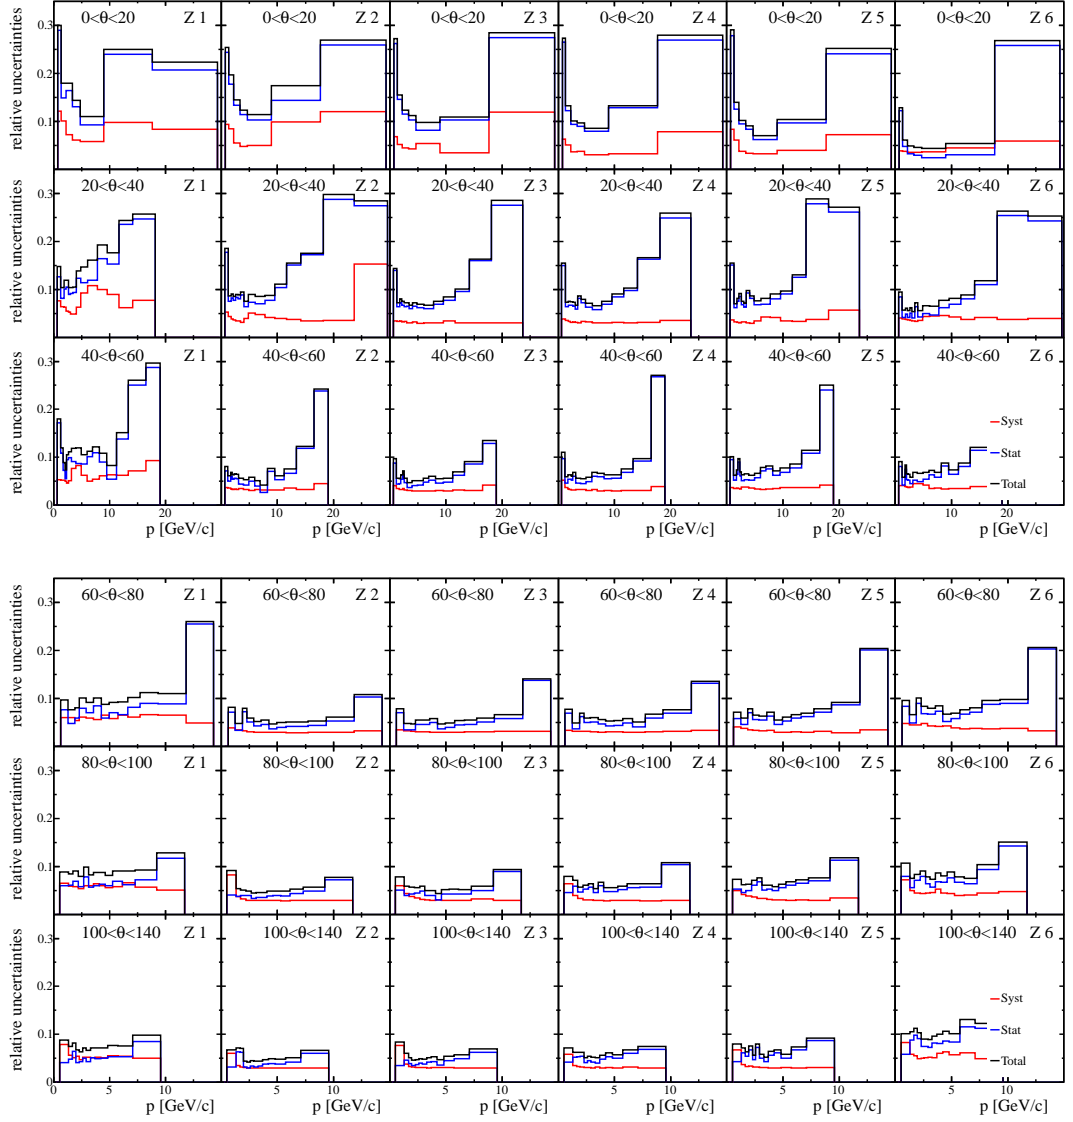 0<θ<20 Z 1 0<θ<20 Z 2 0<θ<20 Z 3 0<θ<20 Z 4 0<θ<20 Z 5 0<θ<20 Z 6
0.3
0.2
0.1
relative uncertainties
20<θ<40 Z 1 20<θ<40 Z 2 20<θ<40 Z 3 20<θ<40 Z 4 20<θ<40 Z 5 20<θ<40 Z 6
0.3
0.2
0.1
relative uncertainties
40<θ<60 Z 1 40<θ<60 Z 2 40<θ<60 Z 3 40<θ<60 Z 4 40<θ<60 Z 5 40<θ<60 Z 6
0.3
0.2
0.1
0
relative uncertainties
Syst
Stat
Total
0 10 20 10 20 10 20 10 20 10 20 10
p [GeV/c] p [GeV/c] p [GeV/c] p [GeV/c] p [GeV/c] p [GeV/c]
60<θ<80 Z 1 60<θ<80 Z 2 60<θ<80 Z 3 60<θ<80 Z 4 60<θ<80 Z 5 60<θ<80 Z 6
0.3
0.2
0.1
relative uncertainties
80<θ<100 Z 1 80<θ<100 Z 2 80<θ<100 Z 3 80<θ<100 Z 4 80<θ<100 Z 5 80<θ<100 Z 6
0.3
0.2
0.1
relative uncertainties
100<θ<140 Z 1 100<θ<140 Z 2 100<θ<140 Z 3 100<θ<140 Z 4 100<θ<140 Z 5 100<θ<140 Z 6
0.3
0.2
0.1
0
relative uncertainties
Syst
Stat
Total
0 5 10 5 10 5 10 5 10 5 10 5 10
p [GeV/c] p [GeV/c] p [GeV/c] p [GeV/c] p [GeV/c] p [GeV/c]